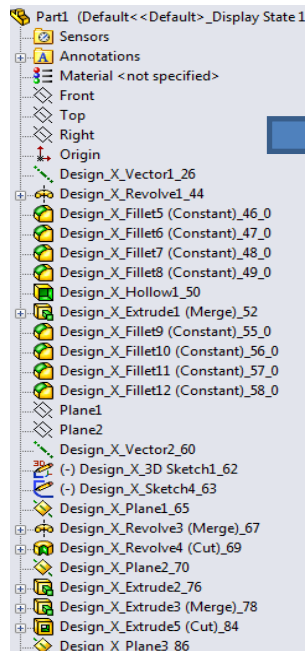 Part1 (Default<<Default>_Display State 1
Sensors
Annotations
Material <not specified>
Front
Top
Right
Origin
Design_X_Vector1_26
Design_X_Revolve1_44
Design_X_Fillet5 (Constant)_46_0
Design_X_Fillet6 (Constant)_47_0
Design_X_Fillet7 (Constant)_48_0
Design_X_Fillet8 (Constant)_49_0
Design_X_Hollow1_50
Design_X_Extrude1 (Merge)_52
Design_X_Fillet9 (Constant)_55_0
Design_X_Fillet10 (Constant)_56_0
Design_X_Fillet11 (Constant)_57_0
Design_X_Fillet12 (Constant)_58_0
Plane1
Plane2
Design_X_Vector2_60
(-) Design_X_3D Sketch1_62
(-) Design_X_Sketch4_63
Design_X_Plane1_65
Design_X_Revolve3 (Merge)_67
Design_X_Revolve4 (Cut)_69
Design_X_Plane2_70
Design_X_Extrude2_76
Design_X_Extrude3 (Merge)_78
Design_X_Extrude5 (Cut)_84
Design_X_Plane3_86